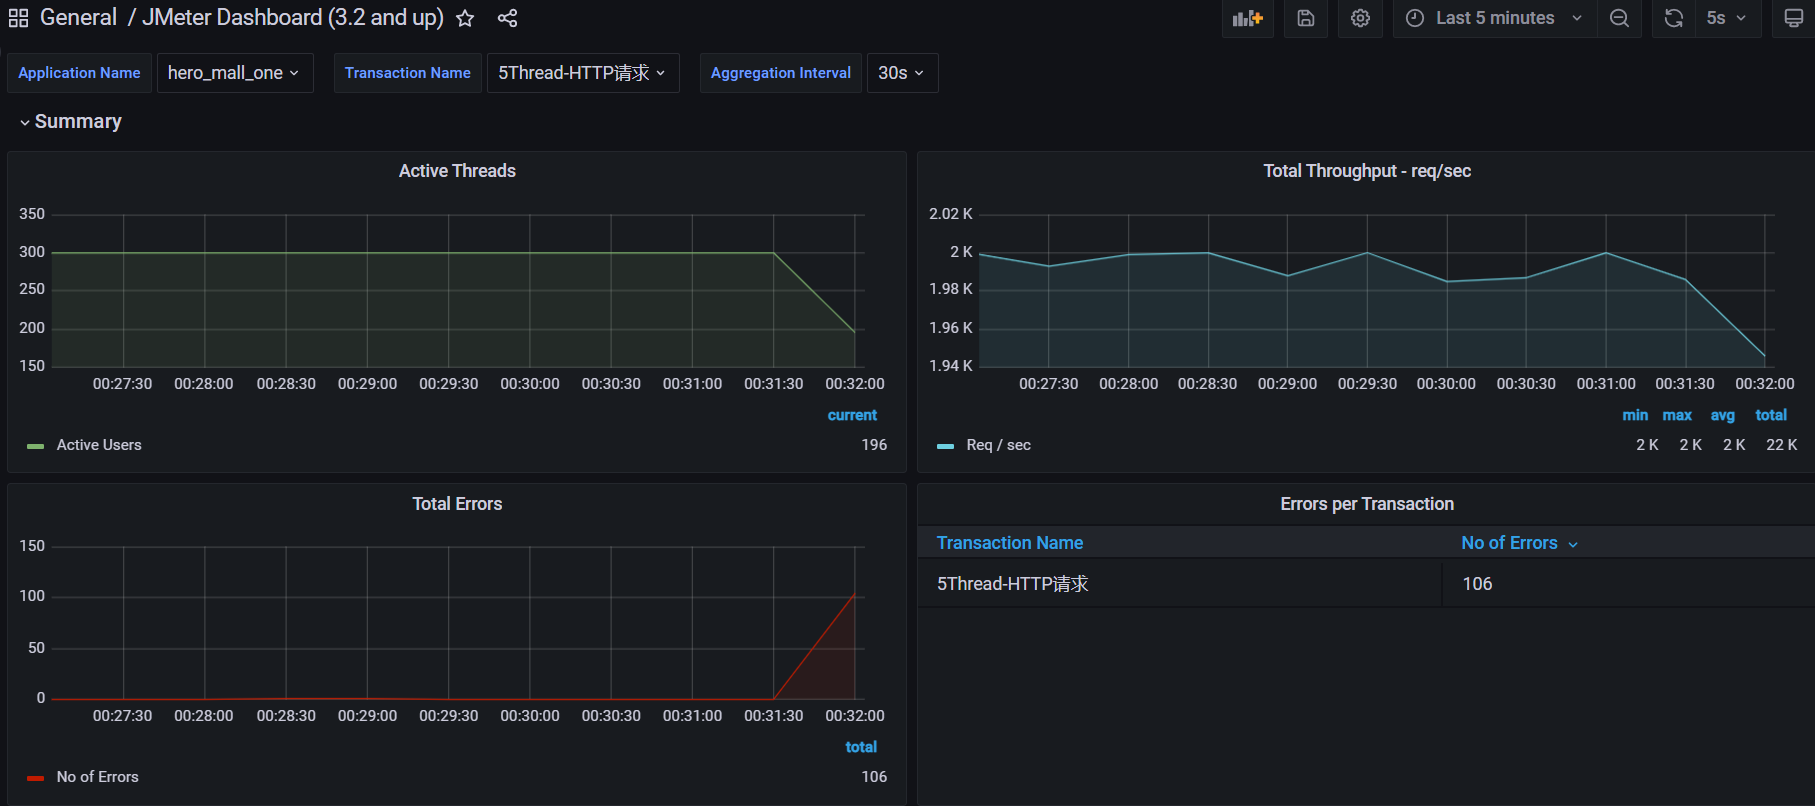 General / JMeter Dashboard (3.2 and up)
Last 5 minutes
5s
Application Name hero_mall_one Transaction Name 5Thread-HTTP请求 Aggregation Interval 30s
Summary
Active Threads
350
300
250
200
150
00:27:30 00:28:00 00:28:30 00:29:00 00:29:30 00:30:00 00:30:30 00:31:00 00:31:30 00:32:00
current
Active Users 196
Total Throughput - req/sec
2.02 K
2 K
1.98 K
1.96 K
1.94 K
00:27:30 00:28:00 00:28:30 00:29:00 00:29:30 00:30:00 00:30:30 00:31:00 00:31:30 00:32:00
min max avg total
Req / sec 2 K 2 K 2 K 22 K
Total Errors
150
100
50
0
00:27:30 00:28:00 00:28:30 00:29:00 00:29:30 00:30:00 00:30:30 00:31:00 00:31:30 00:32:00
total
No of Errors 106
Errors per Transaction
Transaction Name No of Errors
5Thread-HTTP请求 106